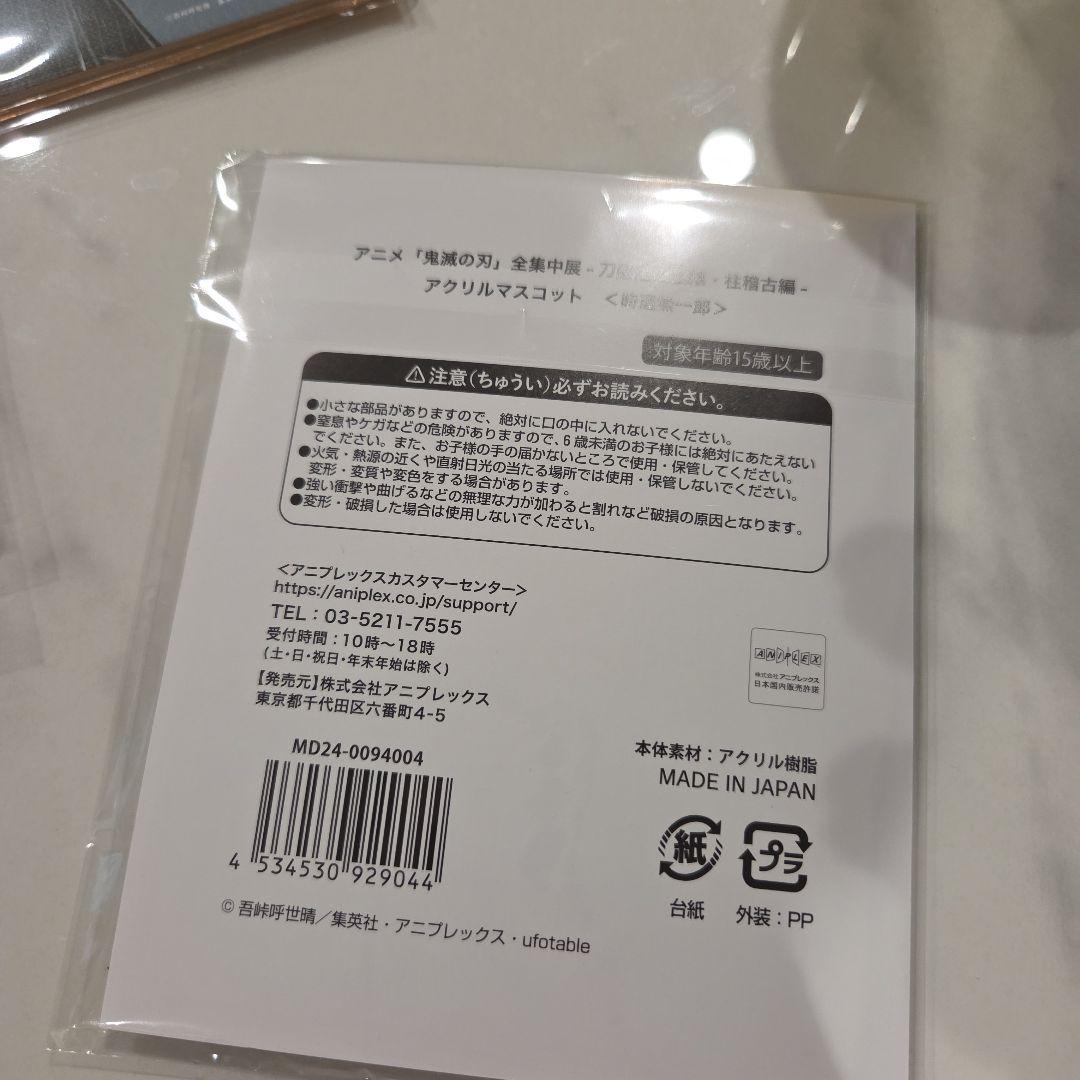 アニメ「鬼滅の刃」全集中展 - 刀 ・柱稽古編 -
アクリルマスコット <時透無一郎>
対象年齢15歳以上
⚠注意(ちゅうい)必ずお読みください。
●小さな部品がありますので、絶対に口の中に入れないでください。
●窒息やケガなどの危険がありますので、6歳未満のお子様には絶対にあたえない
でください。また、お子様の手の届かないところで使用・保管してください。
●火気・熱源の近くや直射日光の当たる場所では使用・保管しないでください。
変形・変質や変色をする場合があります。
●強い衝撃や曲げるなどの無理な力が加わると割れなど破損の原因となります。
●変形・破損した場合は使用しないでください。
<アニプレックスカスタマーセンター>
https://aniplex.co.jp/support/
TEL:03-5211-7555
受付時間:10時～18時
(土・日・祝日・年末年始は除く)
【発売元】株式会社アニプレックス
東京都千代田区六番町4-5
ANIPLEX
株式会社アニプレックス
日本国内販売許諾
MD24-0094004
4 534530 929044
本体素材:アクリル樹脂
MADE IN JAPAN
紙 プラ
台紙 外装:PP
© 吾峠呼世晴／集英社・アニプレックス・ufotable